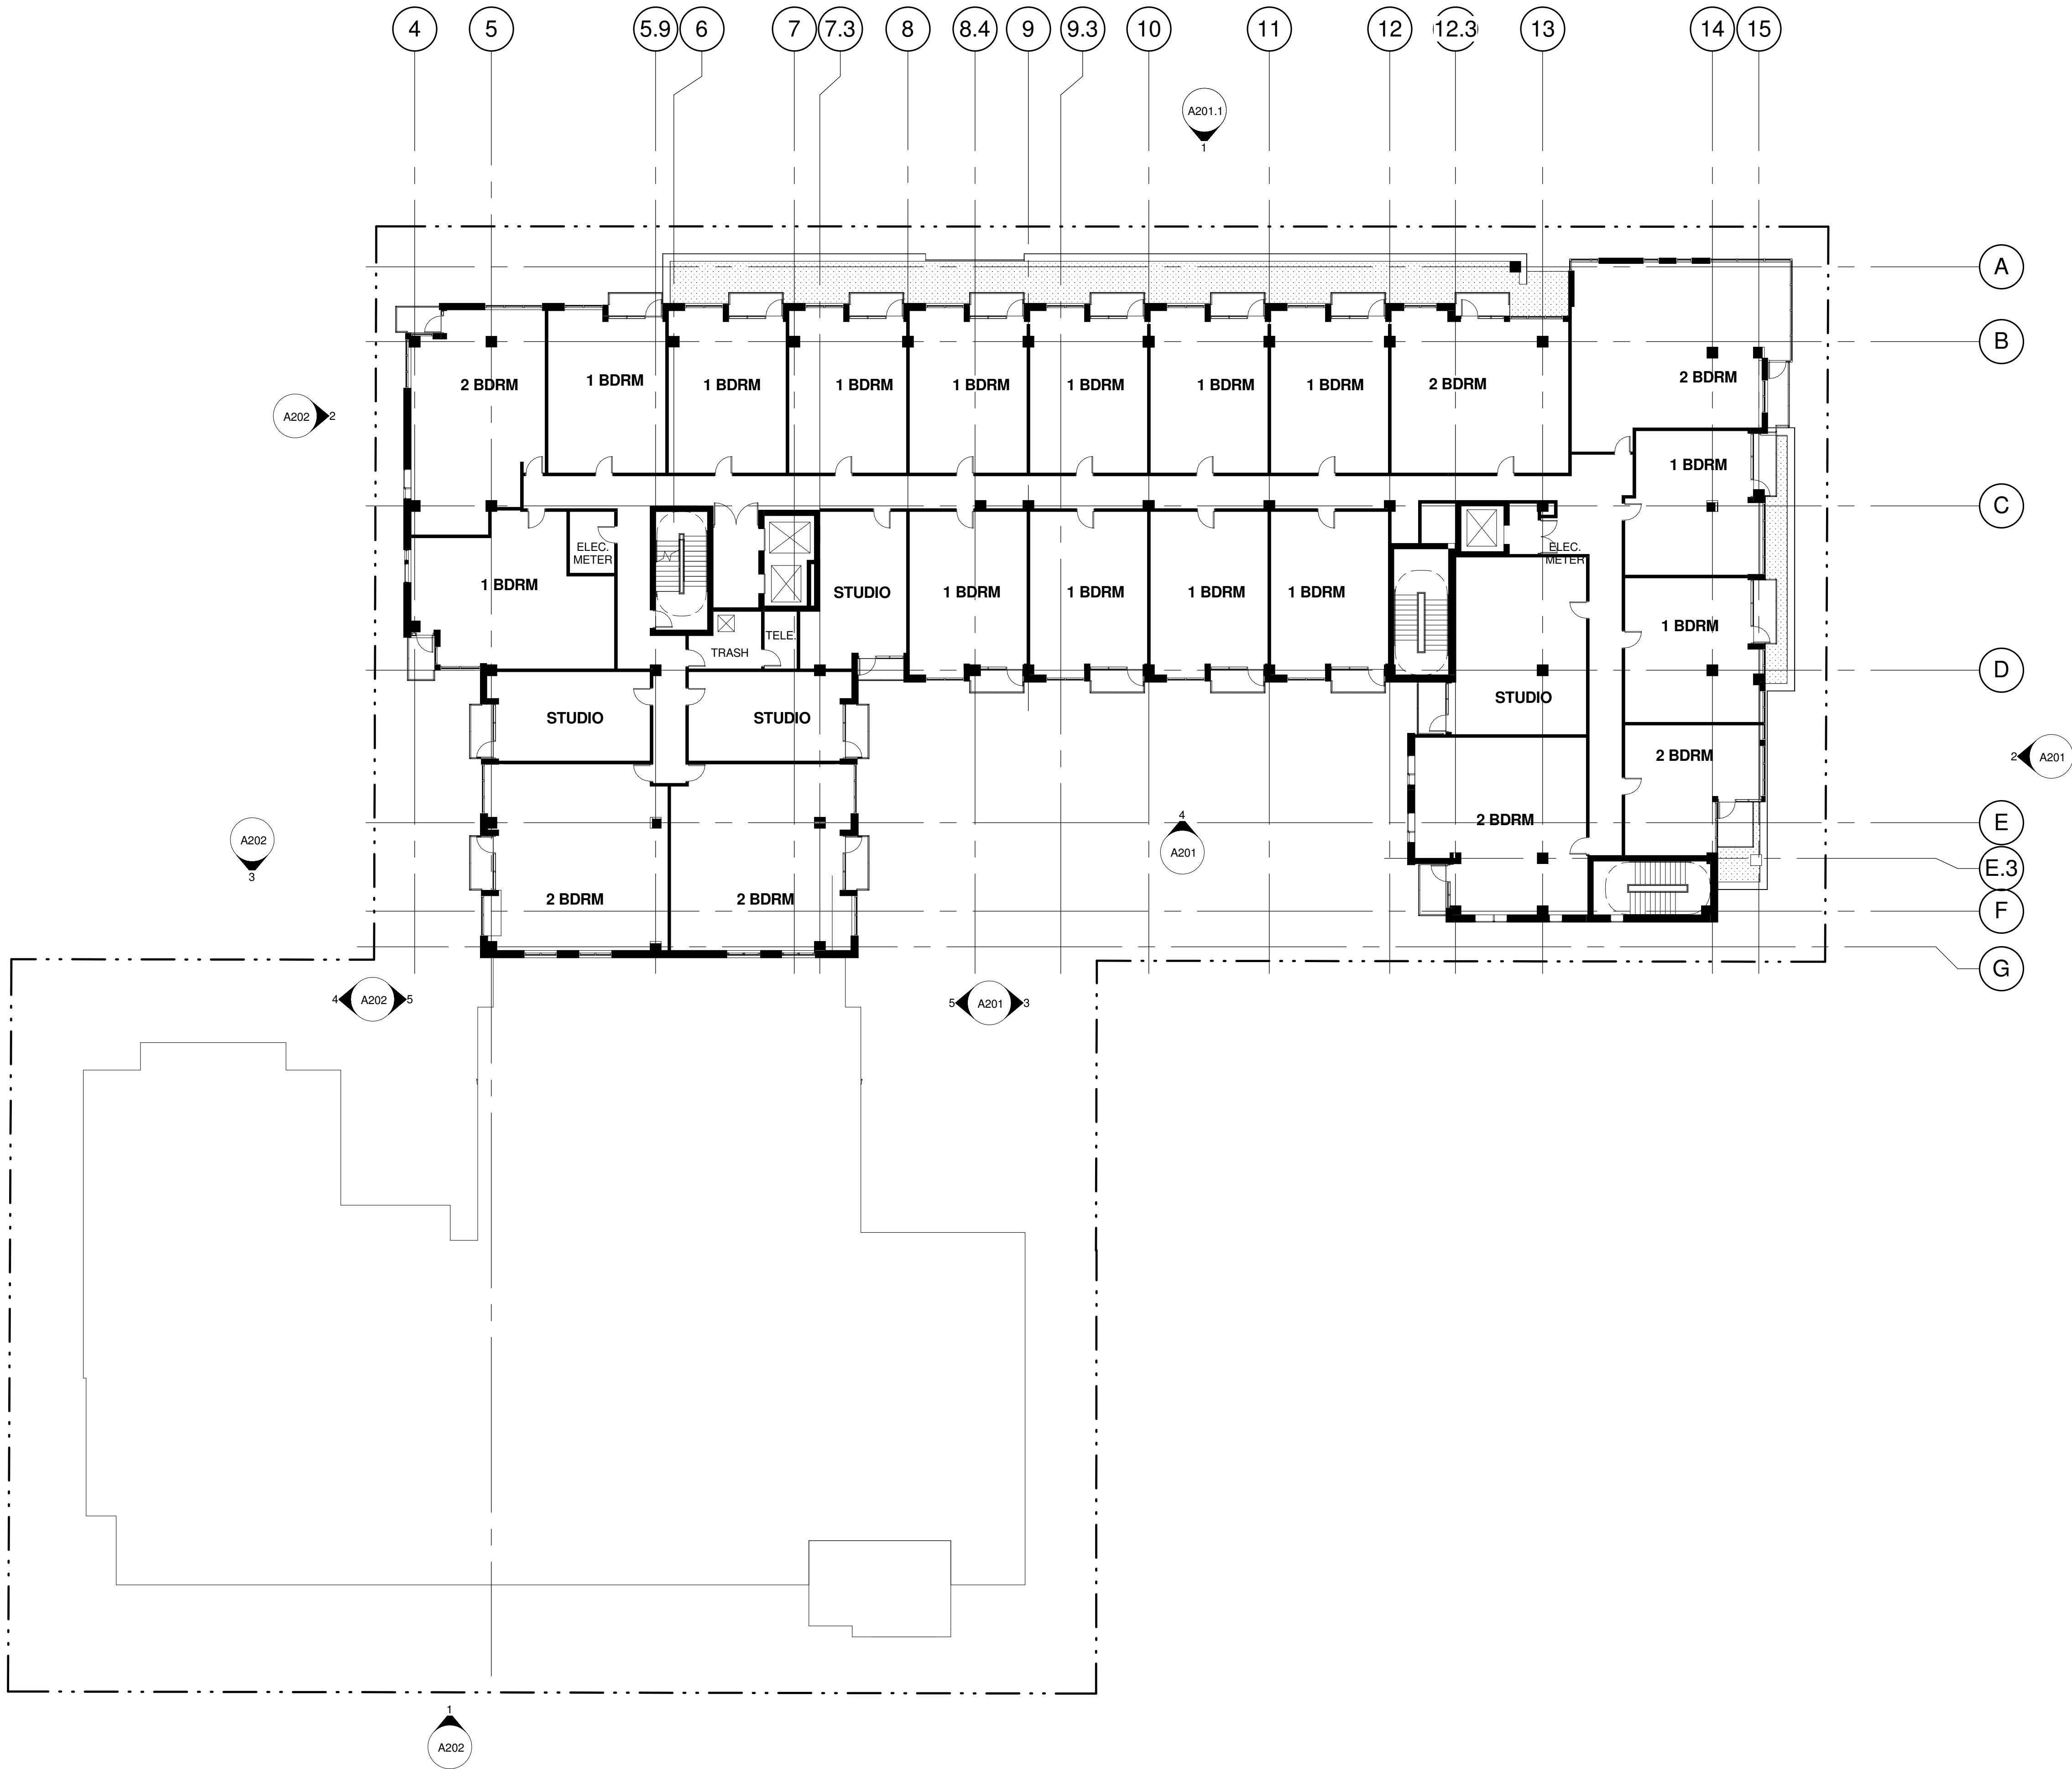 4 5 5.9 6 7 7.3 8 8.4 9 9.3 10 11 12 12.3 13 14 15
A201.1
1
A
B
2 BDRM 1 BDRM 1 BDRM 1 BDRM 1 BDRM 1 BDRM 1 BDRM 1 BDRM 2 BDRM 2 BDRM
A202 2
1 BDRM
C
ELEC.
METER
ELEC.
METER
1 BDRM STUDIO 1 BDRM 1 BDRM 1 BDRM 1 BDRM
1 BDRM
TRASH TELE.
D
STUDIO
STUDIO STUDIO
2 BDRM
2 A201
4
A201
2 BDRM
E
A202
3
E.3
2 BDRM 2 BDRM
F
G
4 A202 5
5 A201 3
1
A202